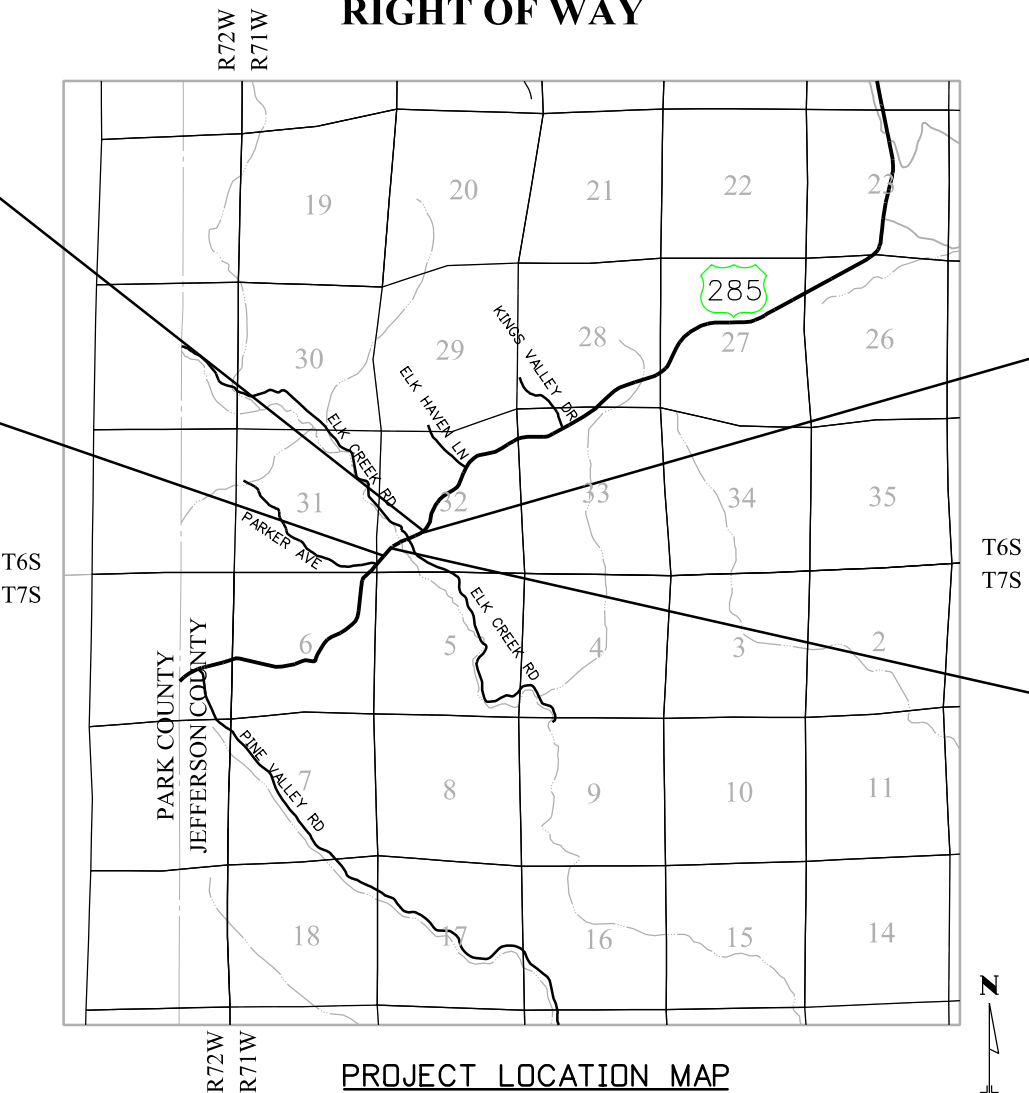 RIGHT OF WAY
R72W
R71W
19
20
21
22
23
285
KINGS VALLEY DR
30
29
28
27
26
ELK HAVEN LN
ELK CREEK RD
31
32
33
34
35
PARKER AVE
T6S
T7S
T6S
T7S
ELK CREEK RD
6
5
4
3
2
PARK COUNTY
JEFFERSON COUNTY
PINE VALLEY RD
7
8
9
10
11
18
17
16
15
14
N
R72W
R71W
PROJECT LOCATION MAP